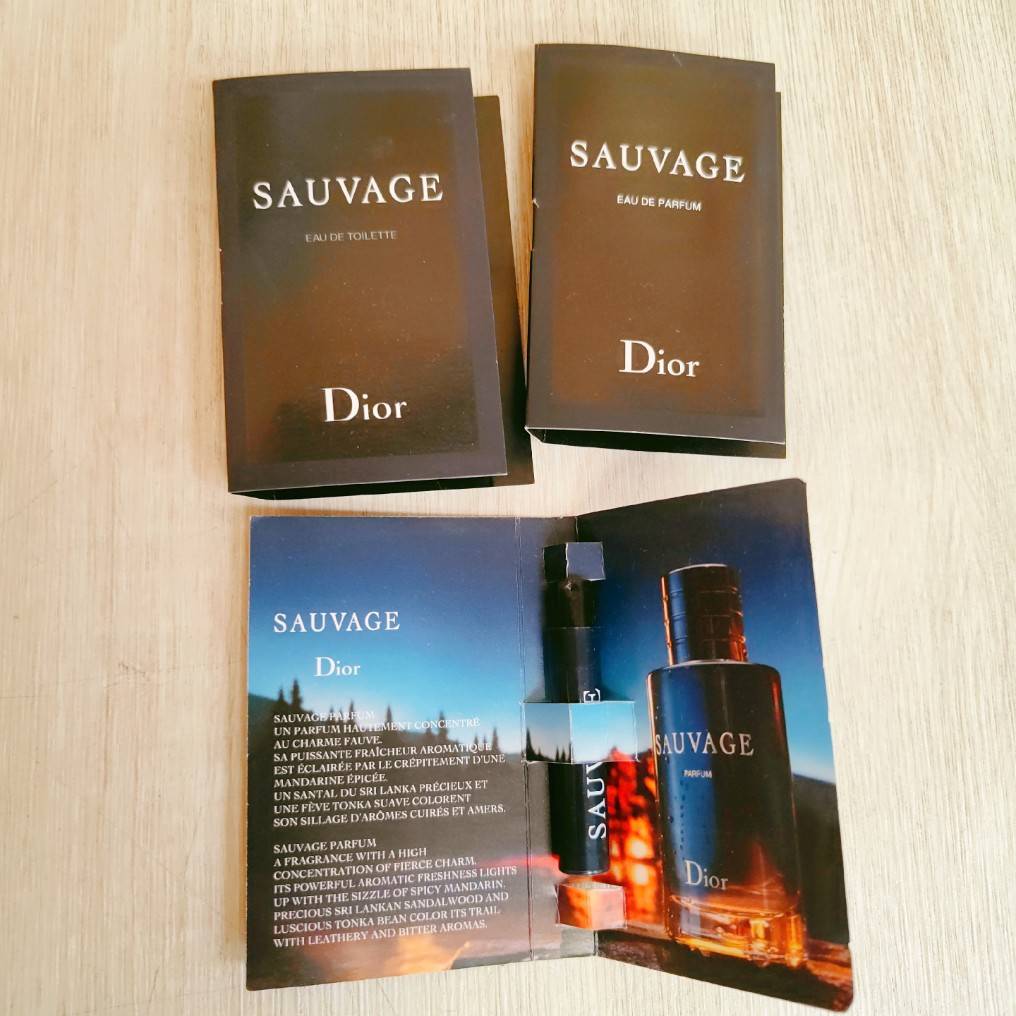 SAUVAGE
EAU DE TOILETTE
Dior
SAUVAGE
EAU DE PARFUM
Dior
SAUVAGE
Dior
SAUVAGE PARFUM
UN PARFUM HAUTEMENT CONCENTRÉ
AU CHARME FAUVE.
SA PUISSANTE FRAÎCHEUR AROMATIQUE
EST ÉCLAIRÉE PAR LE CRÉPITEMENT D'UNE
MANDARINE ÉPICÉE.
UN SANTAL DU SRI LANKA PRÉCIEUX ET
UNE FÈVE TONKA SUAVE COLORENT
SON SILLAGE D'ARÔMES CUIRÉS ET AMERS.
SAUVAGE PARFUM
A FRAGRANCE WITH A HIGH
CONCENTRATION OF FIERCE CHARM.
ITS POWERFUL AROMATIC FRESHNESS LIGHTS
UP WITH THE SIZZLE OF SPICY MANDARIN.
PRECIOUS SRI LANKAN SANDALWOOD AND
LUSCIOUS TONKA BEAN COLOR ITS TRAIL
WITH LEATHERY AND BITTER AROMAS.
SAUV
SAUVAGE
PARFUM
Dior